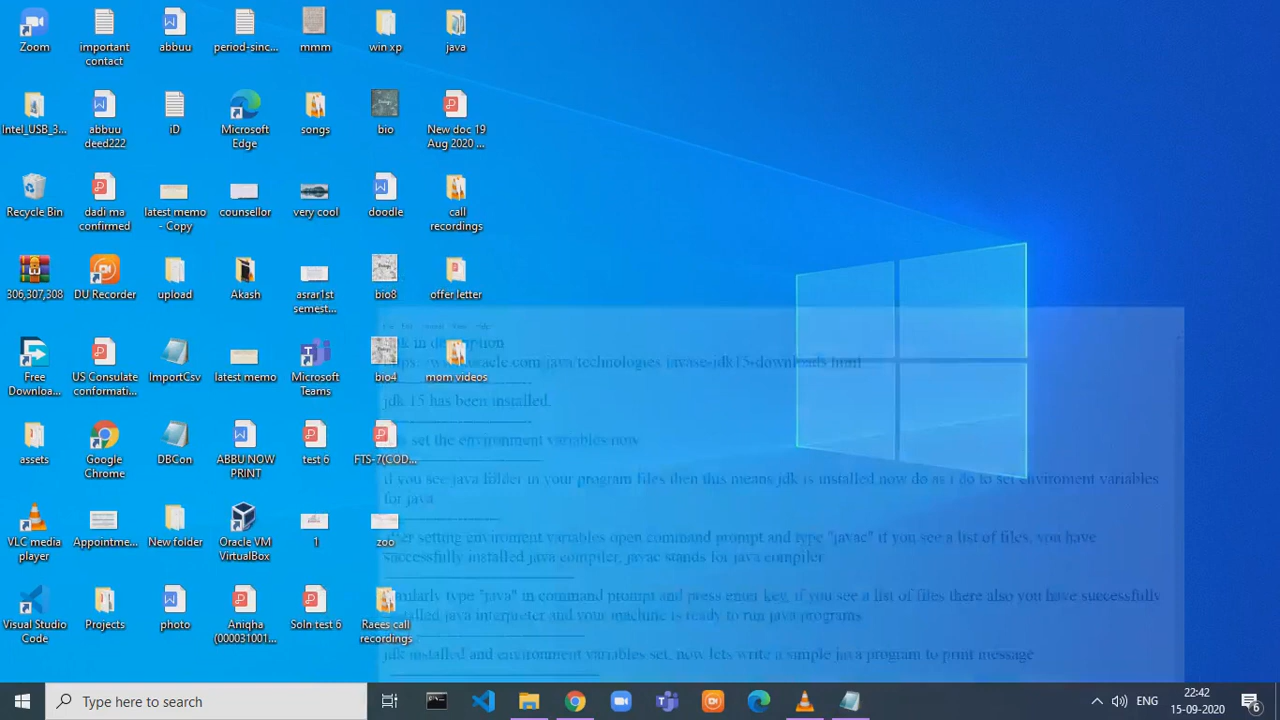 Zoom
important
contact
abbuu
period-sinc...
mmm
win xp
java
Intel_USB_3...
abbuu
deed222
iD
Microsoft
Edge
songs
bio
New doc 19
Aug 2020 ...
Recycle Bin
dadi ma
confirmed
latest memo
- Copy
counsellor
very cool
doodle
call
recordings
306,307,308
DU Recorder
upload
Akash
asrar1st
semest...
bio8
offer letter
Free
Downloa...
US Consulate
conformati...
ImportCsv
latest memo
Microsoft
Teams
bio4
mom videos
assets
Google
Chrome
DBCon
ABBU NOW
PRINT
test 6
FTS-7(COD...
VLC media
player
Appointme...
New folder
Oracle VM
VirtualBox
1
zoo
Visual Studio
Code
Projects
photo
Aniqha
(000031001...
Soln test 6
Raees call
recordings
in description
jdk 15 has been installed.
set the environment variables now
if you see java folder in your program files then this means jdk is installed now do as i do to set enviroment variables
for java
after setting enviroment variables open command prompt and type "javac" if you see a list of files, you have
successfully installed java compiler, javac stands for java compiler
type "java" in command prompt and press enter key, if you see a list of files there also you have successfully
java interpreter and your machine is ready to run java programs
jdk installed and environment variables set, now lets write a simple java program to print message
Type here to search
ENG
22:42
15-09-2020
6